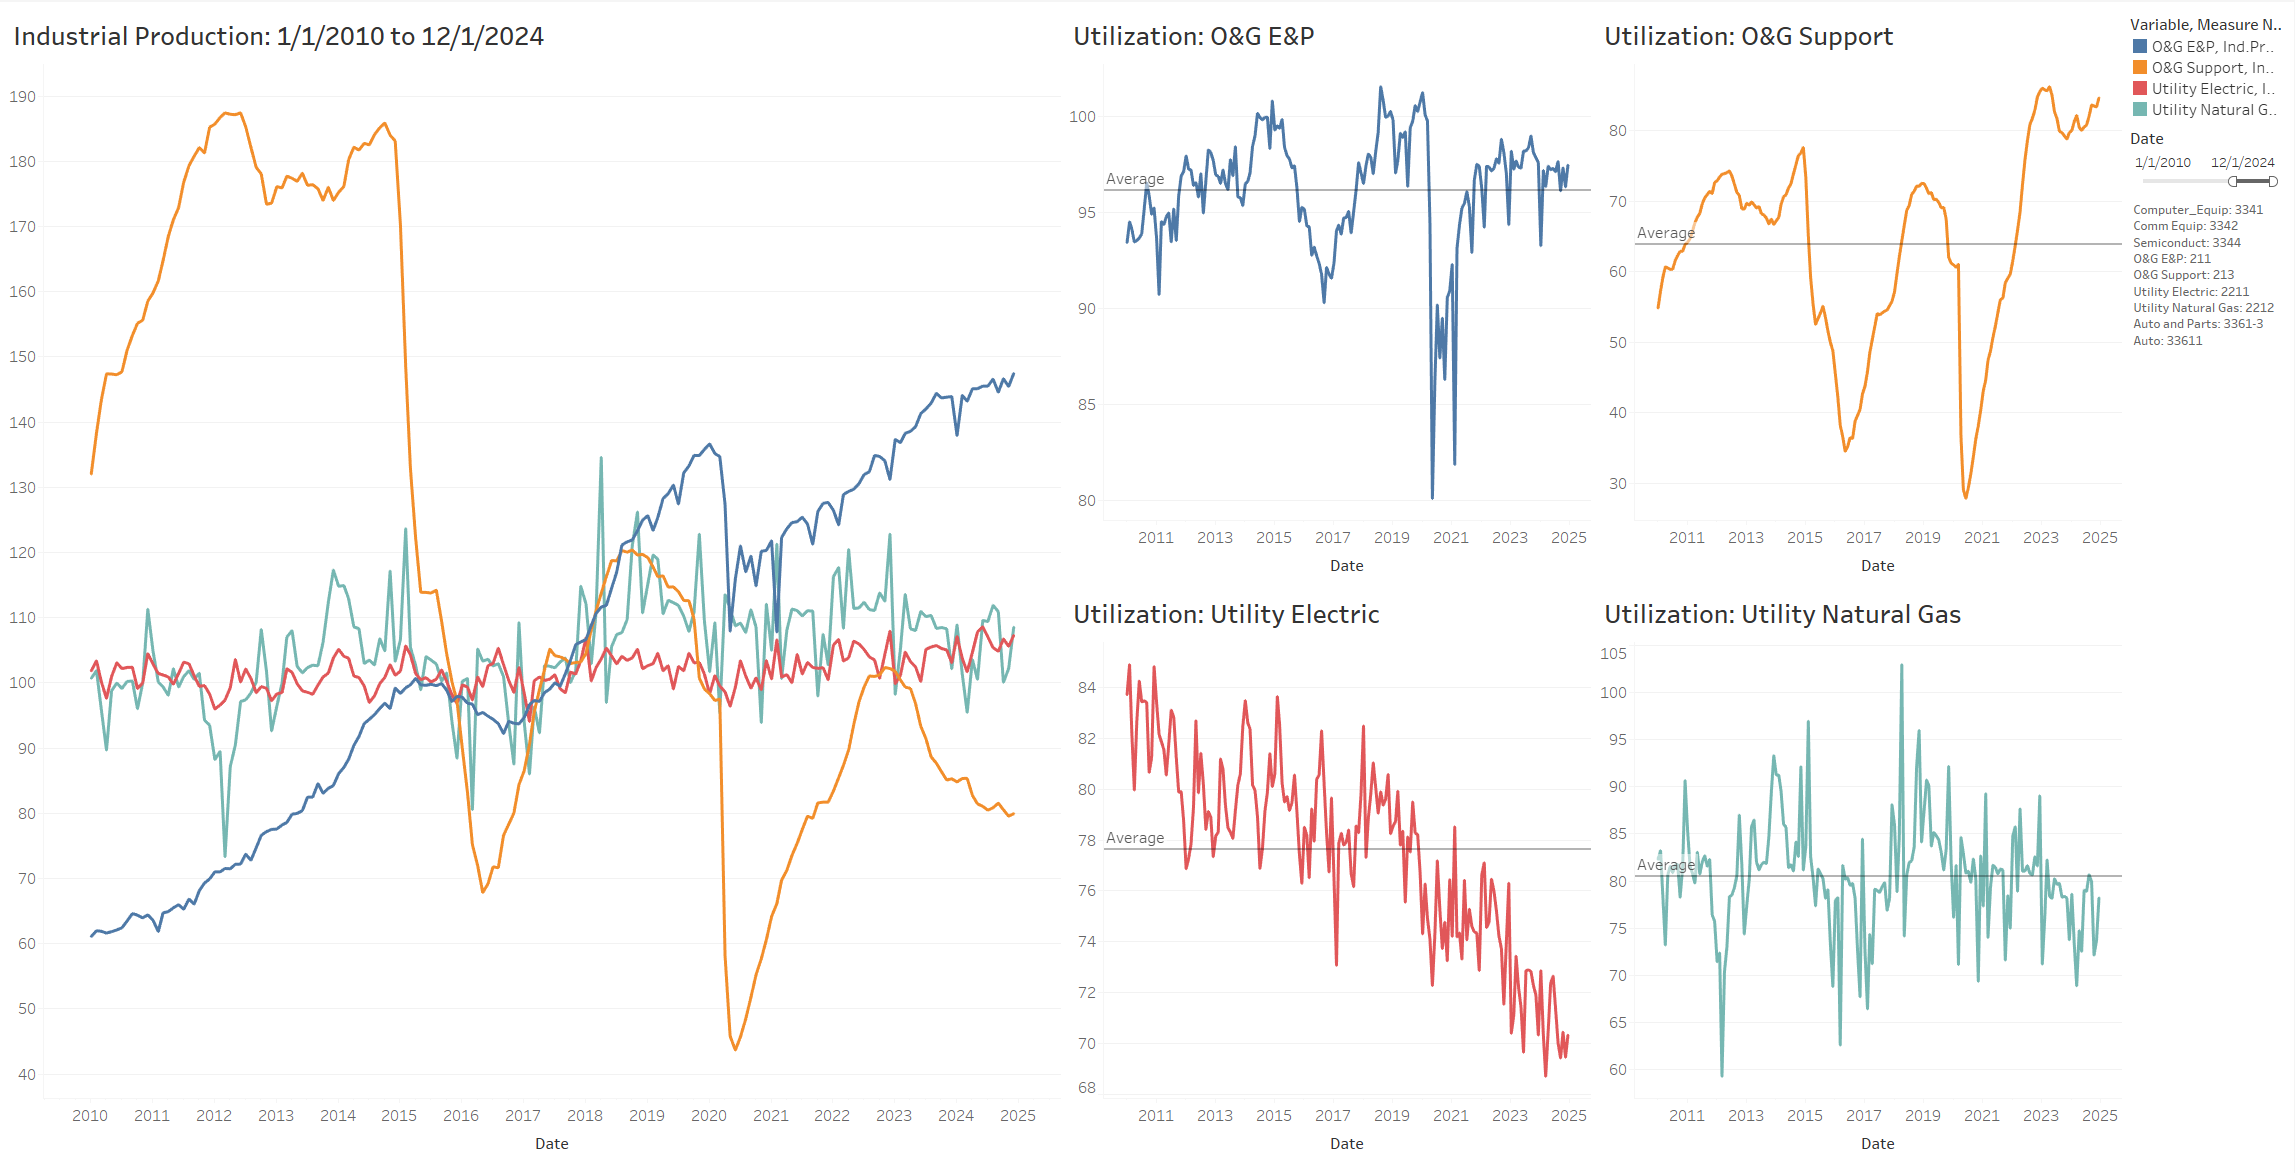 Industrial Production: 1/1/2010 to 12/1/2024
190
180
170
160
150
140
130
120
110
100
90
80
70
60
50
40
2010 2011 2012 2013 2014 2015 2016 2017 2018 2019 2020 2021 2022 2023 2024 2025
Date
Utilization: O&G E&P
100
95
90
85
80
Average
2011 2013 2015 2017 2019 2021 2023 2025
Date
Utilization: O&G Support
80
70
60
50
40
30
Average
2011 2013 2015 2017 2019 2021 2023 2025
Date
Utilization: Utility Electric
84
82
80
78
76
74
72
70
68
Average
2011 2013 2015 2017 2019 2021 2023 2025
Date
Utilization: Utility Natural Gas
105
100
95
90
85
80
75
70
65
60
Average
2011 2013 2015 2017 2019 2021 2023 2025
Date
Variable, Measure N..
O&G E&P, Ind.Pr..
O&G Support, In..
Utility Electric, I..
Utility Natural G..
Date
1/1/2010 12/1/2024
Computer_Equip: 3341
Comm Equip: 3342
Semiconduct: 3344
O&G E&P: 211
O&G Support: 213
Utility Electric: 2211
Utility Natural Gas: 2212
Auto and Parts: 3361-3
Auto: 33611